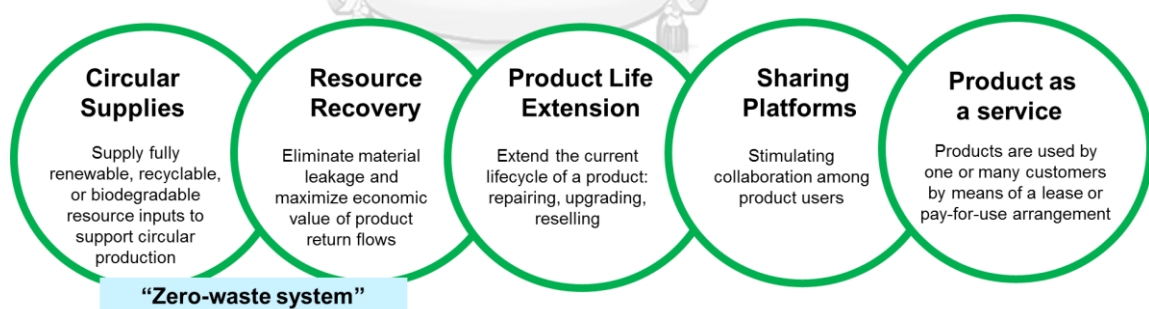 Circular
Supplies
Supply fully
renewable, recyclable,
or biodegradable
resource inputs to
support circular
production
Resource
Recovery
Eliminate material
leakage and
maximize economic
value of product
return flows
Product Life
Extension
Extend the current
lifecycle of a product:
repairing, upgrading,
reselling
Sharing
Platforms
Stimulating
collaboration among
product users
Product as
a service
Products are used by
one or many customers
by means of a lease or
pay-for-use arrangement
“Zero-waste system”